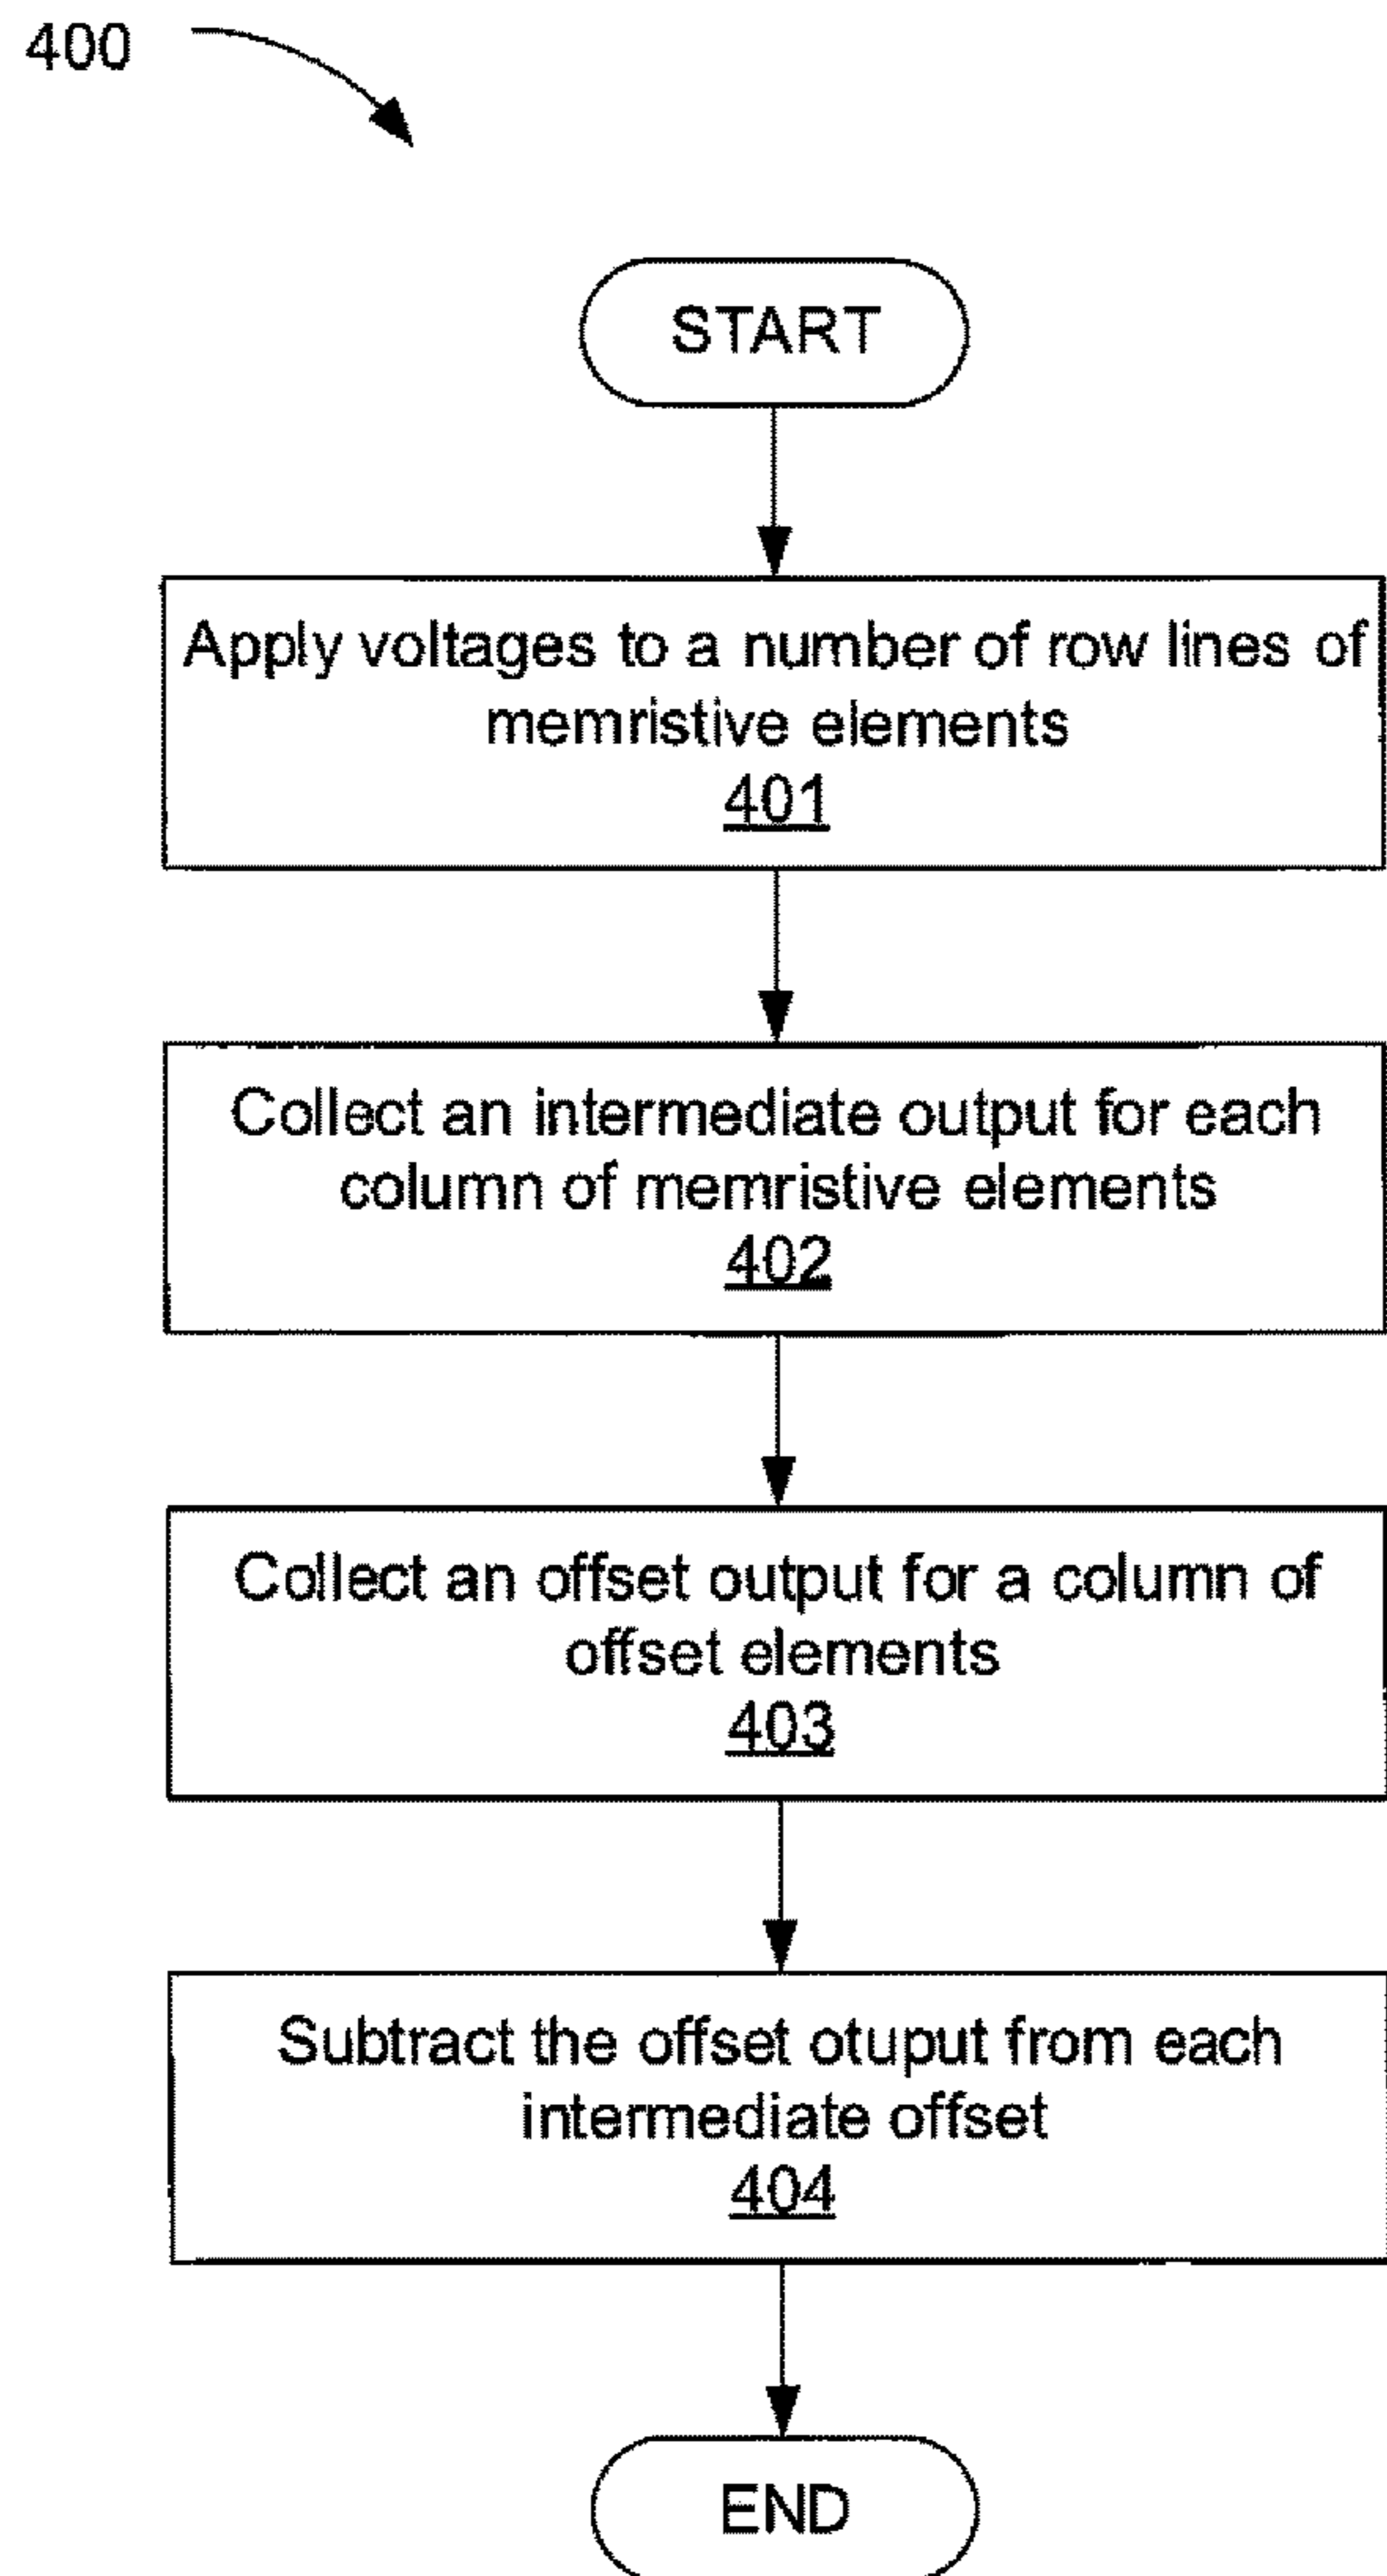 400
START
Apply voltages to a number of row lines of
memristive elements
401
Collect an intermediate output for each
column of memristive elements
402
Collect an offset output for a column of
offset elements
403
Subtract the offset otuput from each
intermediate offset
404
END